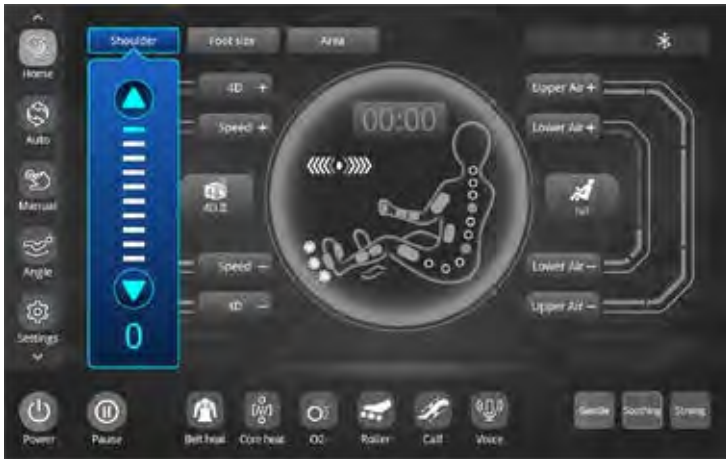 Shoulder
Foot size
Area
Home
Auto
Manual
Angle
Settings
4D +
Speed +
00:00
Upper Air +
Lower Air +
Speed -
4D -
Lower Air -
Upper Air -
0
Power
Pause
Belt heat
Core heat
O2
Roller
Calf
Voice
Gentle
Soothing
Strong